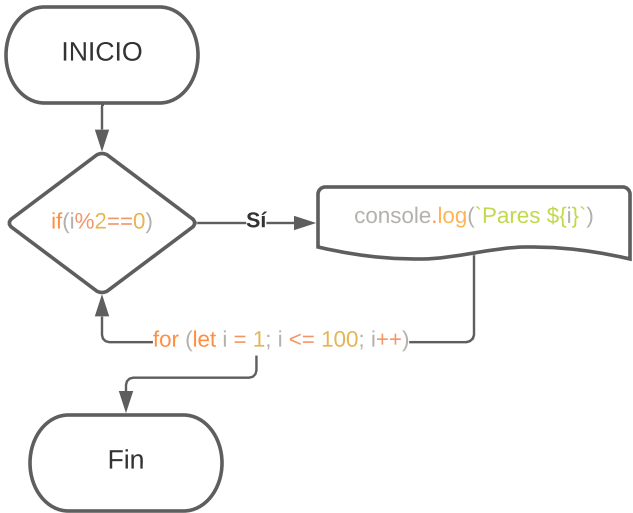 INICIO
if(i%2==0)
Sí
console.log(`Pares ${i}`)
for (let i = 1; i <= 100; i++)
Fin